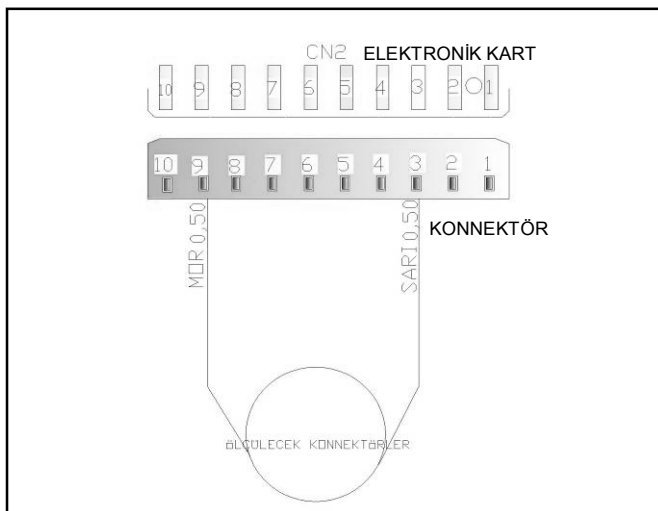 CN2 ELEKTRONİK KART
10 9 8 7 6 5 4 3 2 1
10 9 8 7 6 5 4 3 2 1
MOR 0,50
SARI 0,50
KONNEKTÖR
ÖLÇÜLECEK KONNEKTÖRLER